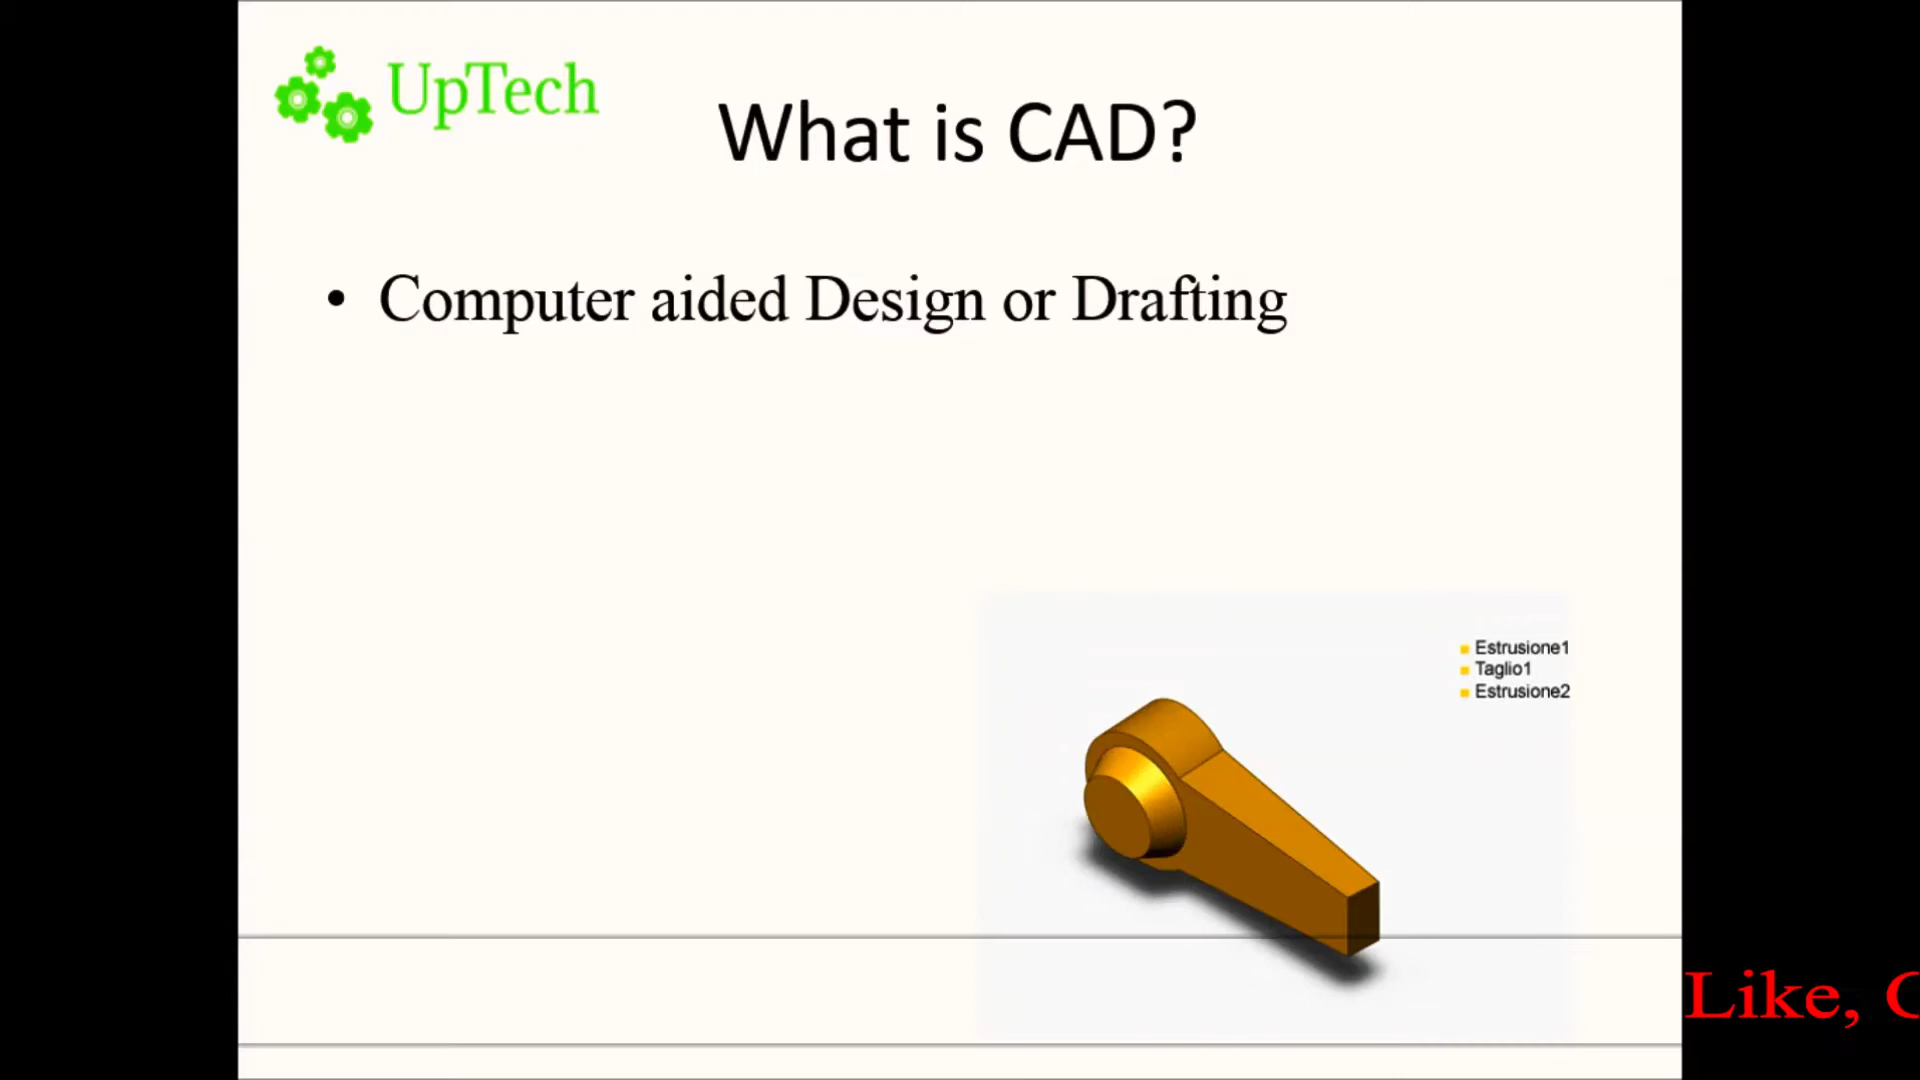 UpTech
What is CAD?
• Computer aided Design or Drafting
Estrusione1
Taglio1
Estrusione2
Like,